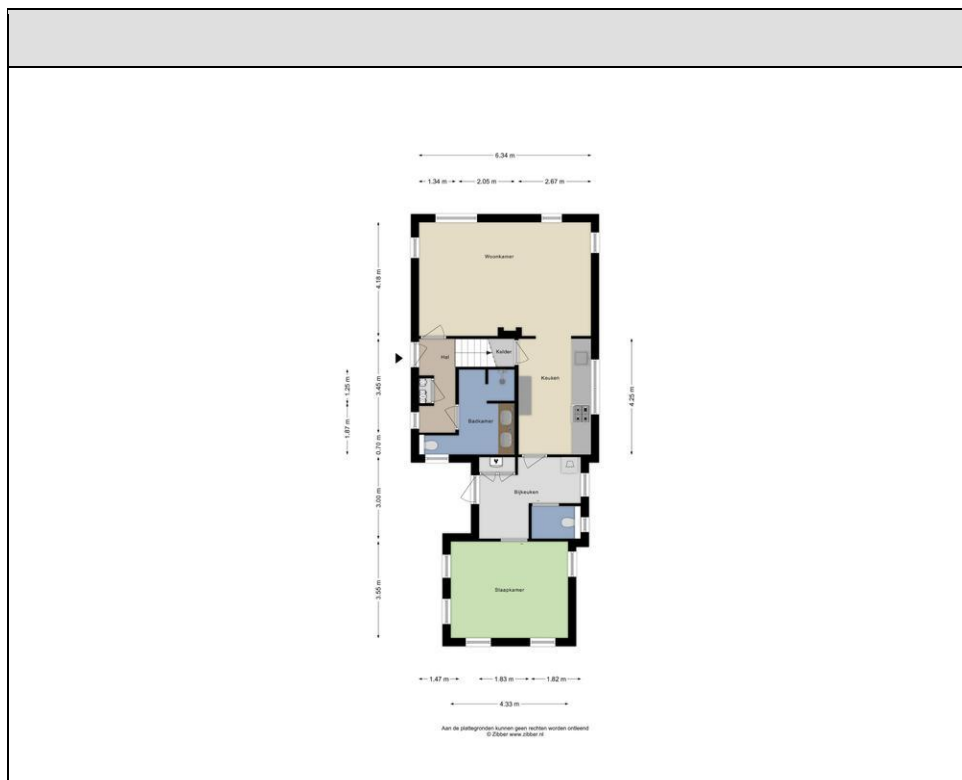 6.34 m
1.34 m 2.05 m 2.67 m
Woonkamer
4.18 m
Hal
Kelder
Keuken
Badkamer
1.25 m
3.45 m
4.25 m
1.87 m
0.70 m
Bijkeuken
3.00 m
Slaapkamer
3.55 m
1.47 m 1.83 m 1.82 m
4.33 m
Aan de plattegronden kunnen geen rechten worden ontleend
© Zibber www.zibber.nl